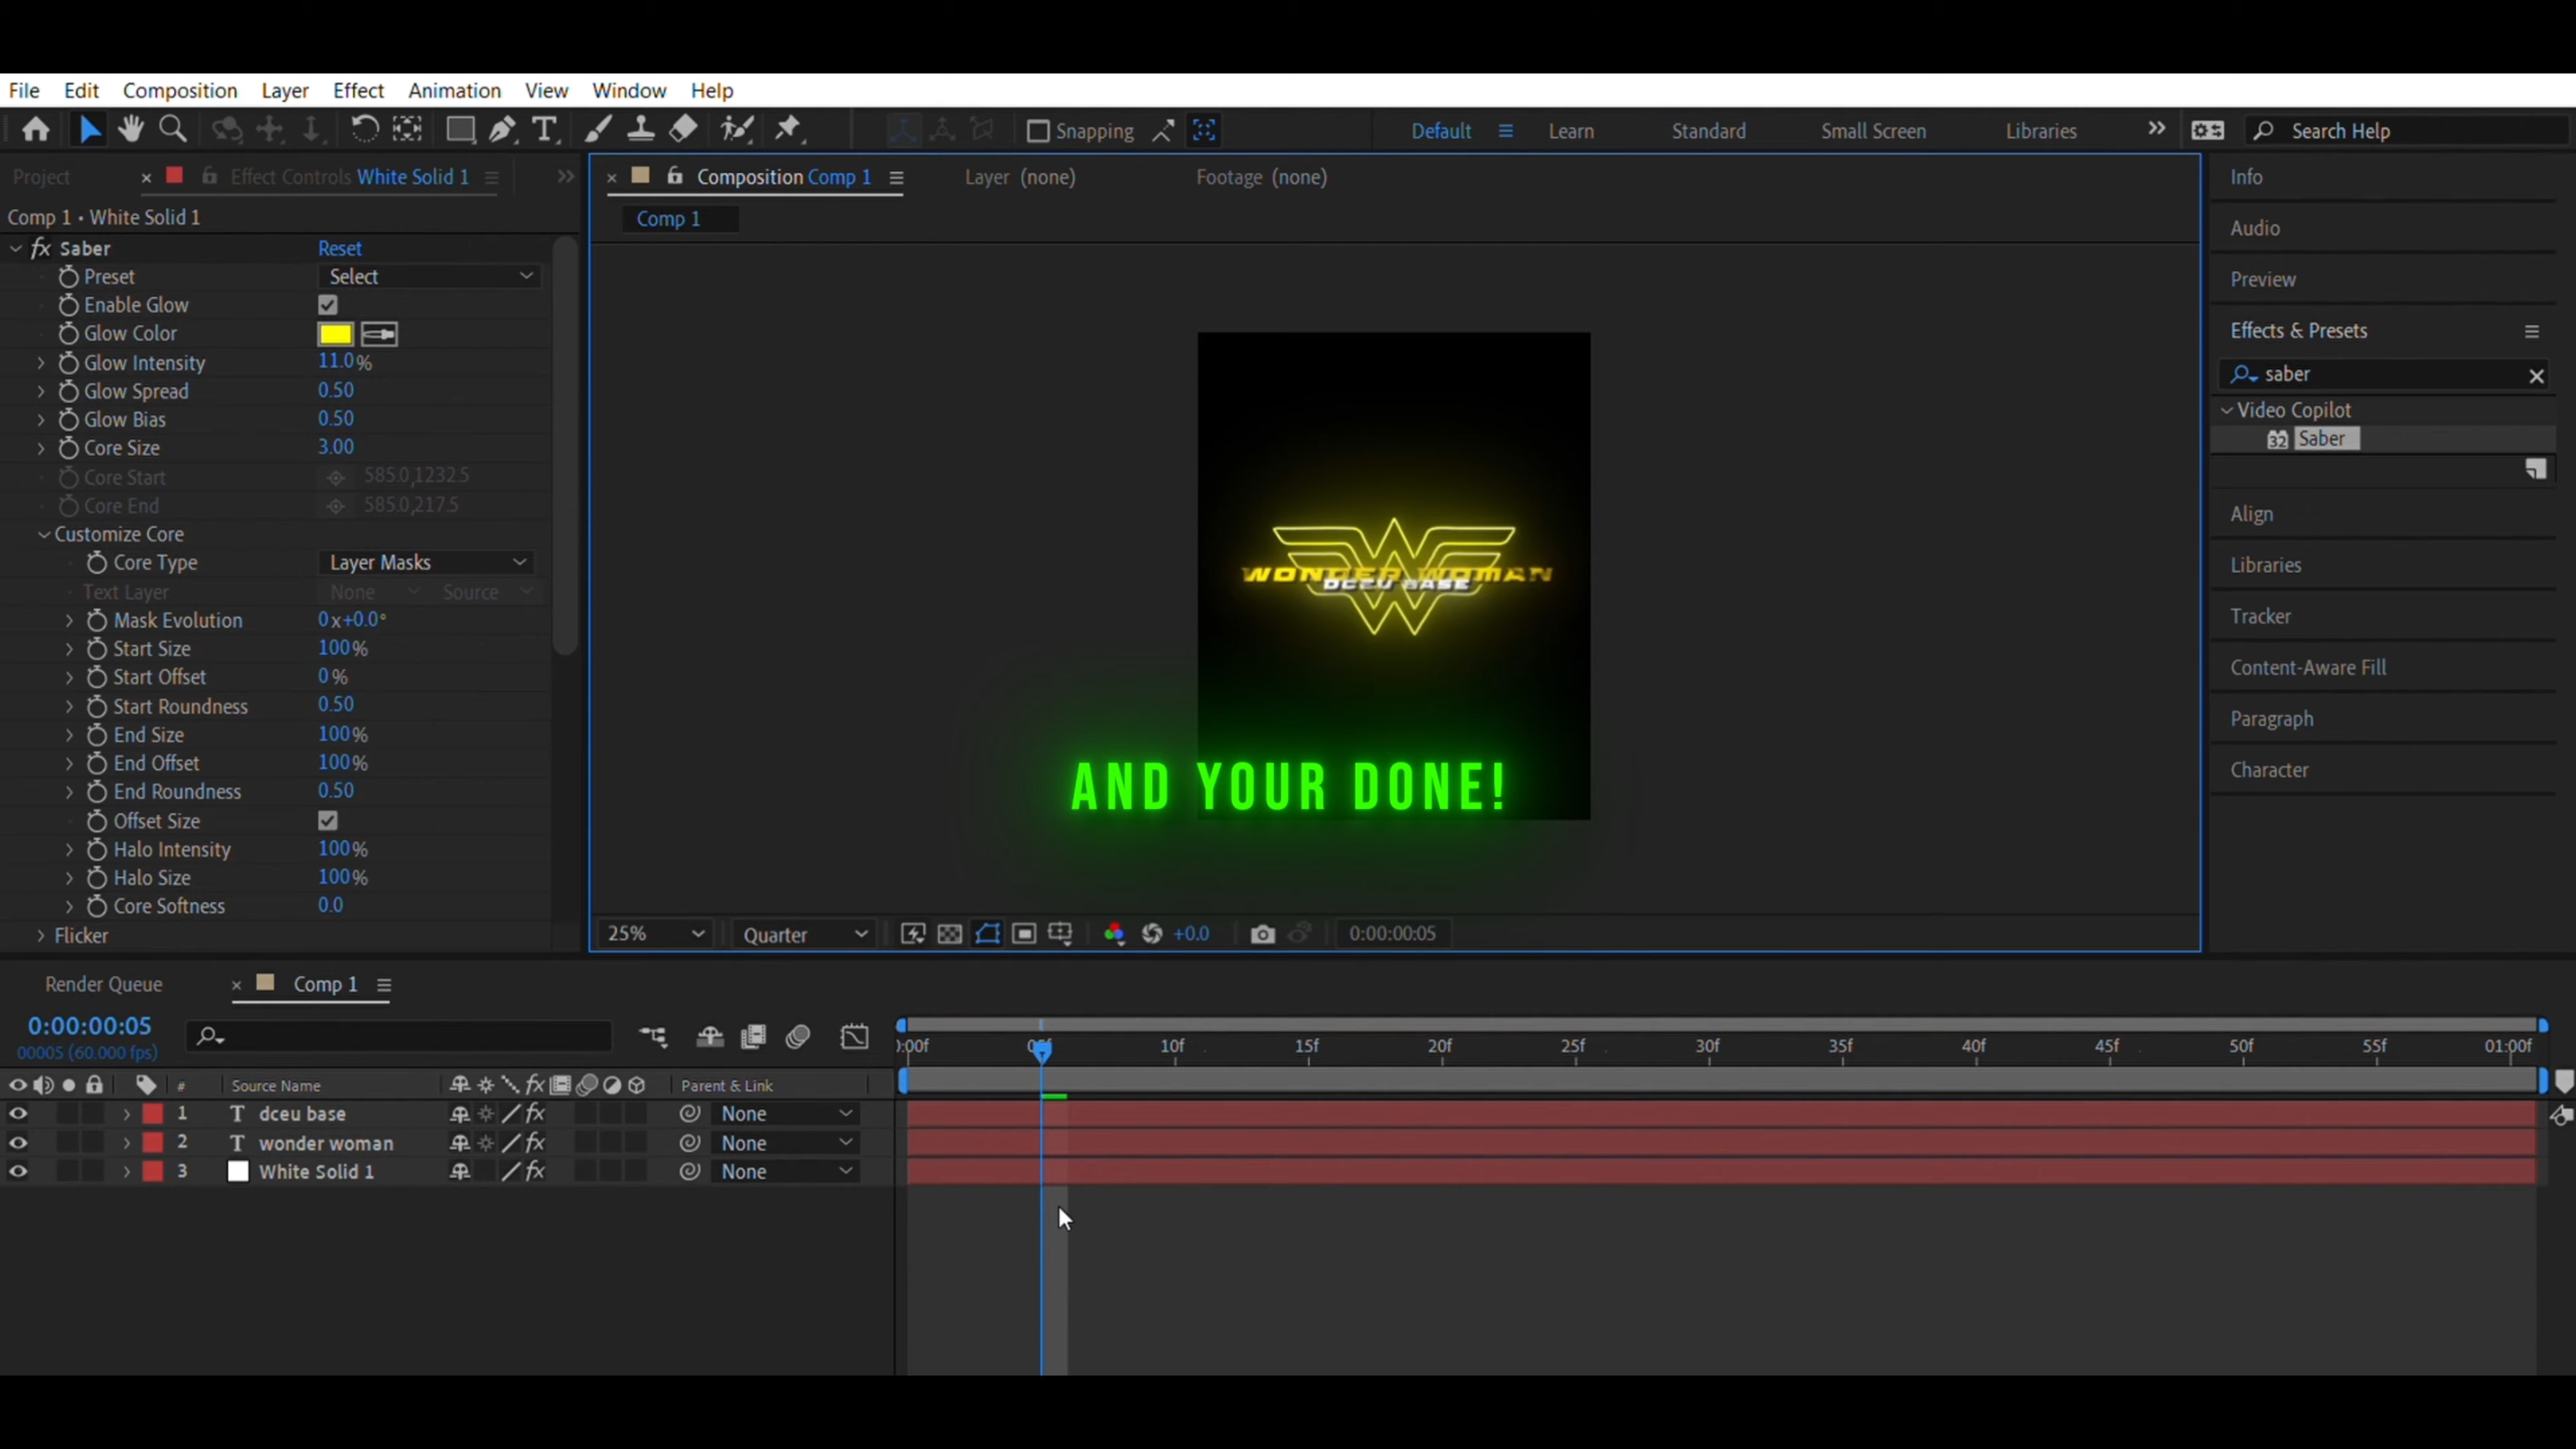 File Edit Composition Layer Effect Animation View Window Help
Snapping Default Learn Standard Small Screen Libraries Search Help
Project Effect Controls White Solid 1
Comp 1 • White Solid 1
Saber Reset
Preset Select
Enable Glow
Glow Color
Glow Intensity 11.0%
Glow Spread 0.50
Glow Bias 0.50
Core Size 3.00
Core Start 585.0,1232.5
Core End 585.0,217.5
Customize Core
Core Type Layer Masks
Text Layer None Source
Mask Evolution 0x+0.0°
Start Size 100%
Start Offset 0%
Start Roundness 0.50
End Size 100%
End Offset 100%
End Roundness 0.50
Offset Size
Halo Intensity 100%
Halo Size 100%
Core Softness 0.0
Flicker
Composition Comp 1 Layer (none) Footage (none)
Comp 1
WONDER WOMAN
DCEU BASE
AND YOUR DONE!
25% Quarter +0.0 0:00:00:05
Info
Audio
Preview
Effects & Presets
saber
Video Copilot
32 Saber
Align
Libraries
Tracker
Content-Aware Fill
Paragraph
Character
Render Queue Comp 1
0:00:00:05
00005 (60.000 fps)
):00f 05f 10f 15f 20f 25f 30f 35f 40f 45f 50f 55f 01:00f
# Source Name fx Parent & Link
1 T dceu base fx None
2 T wonder woman fx None
3 White Solid 1 fx None